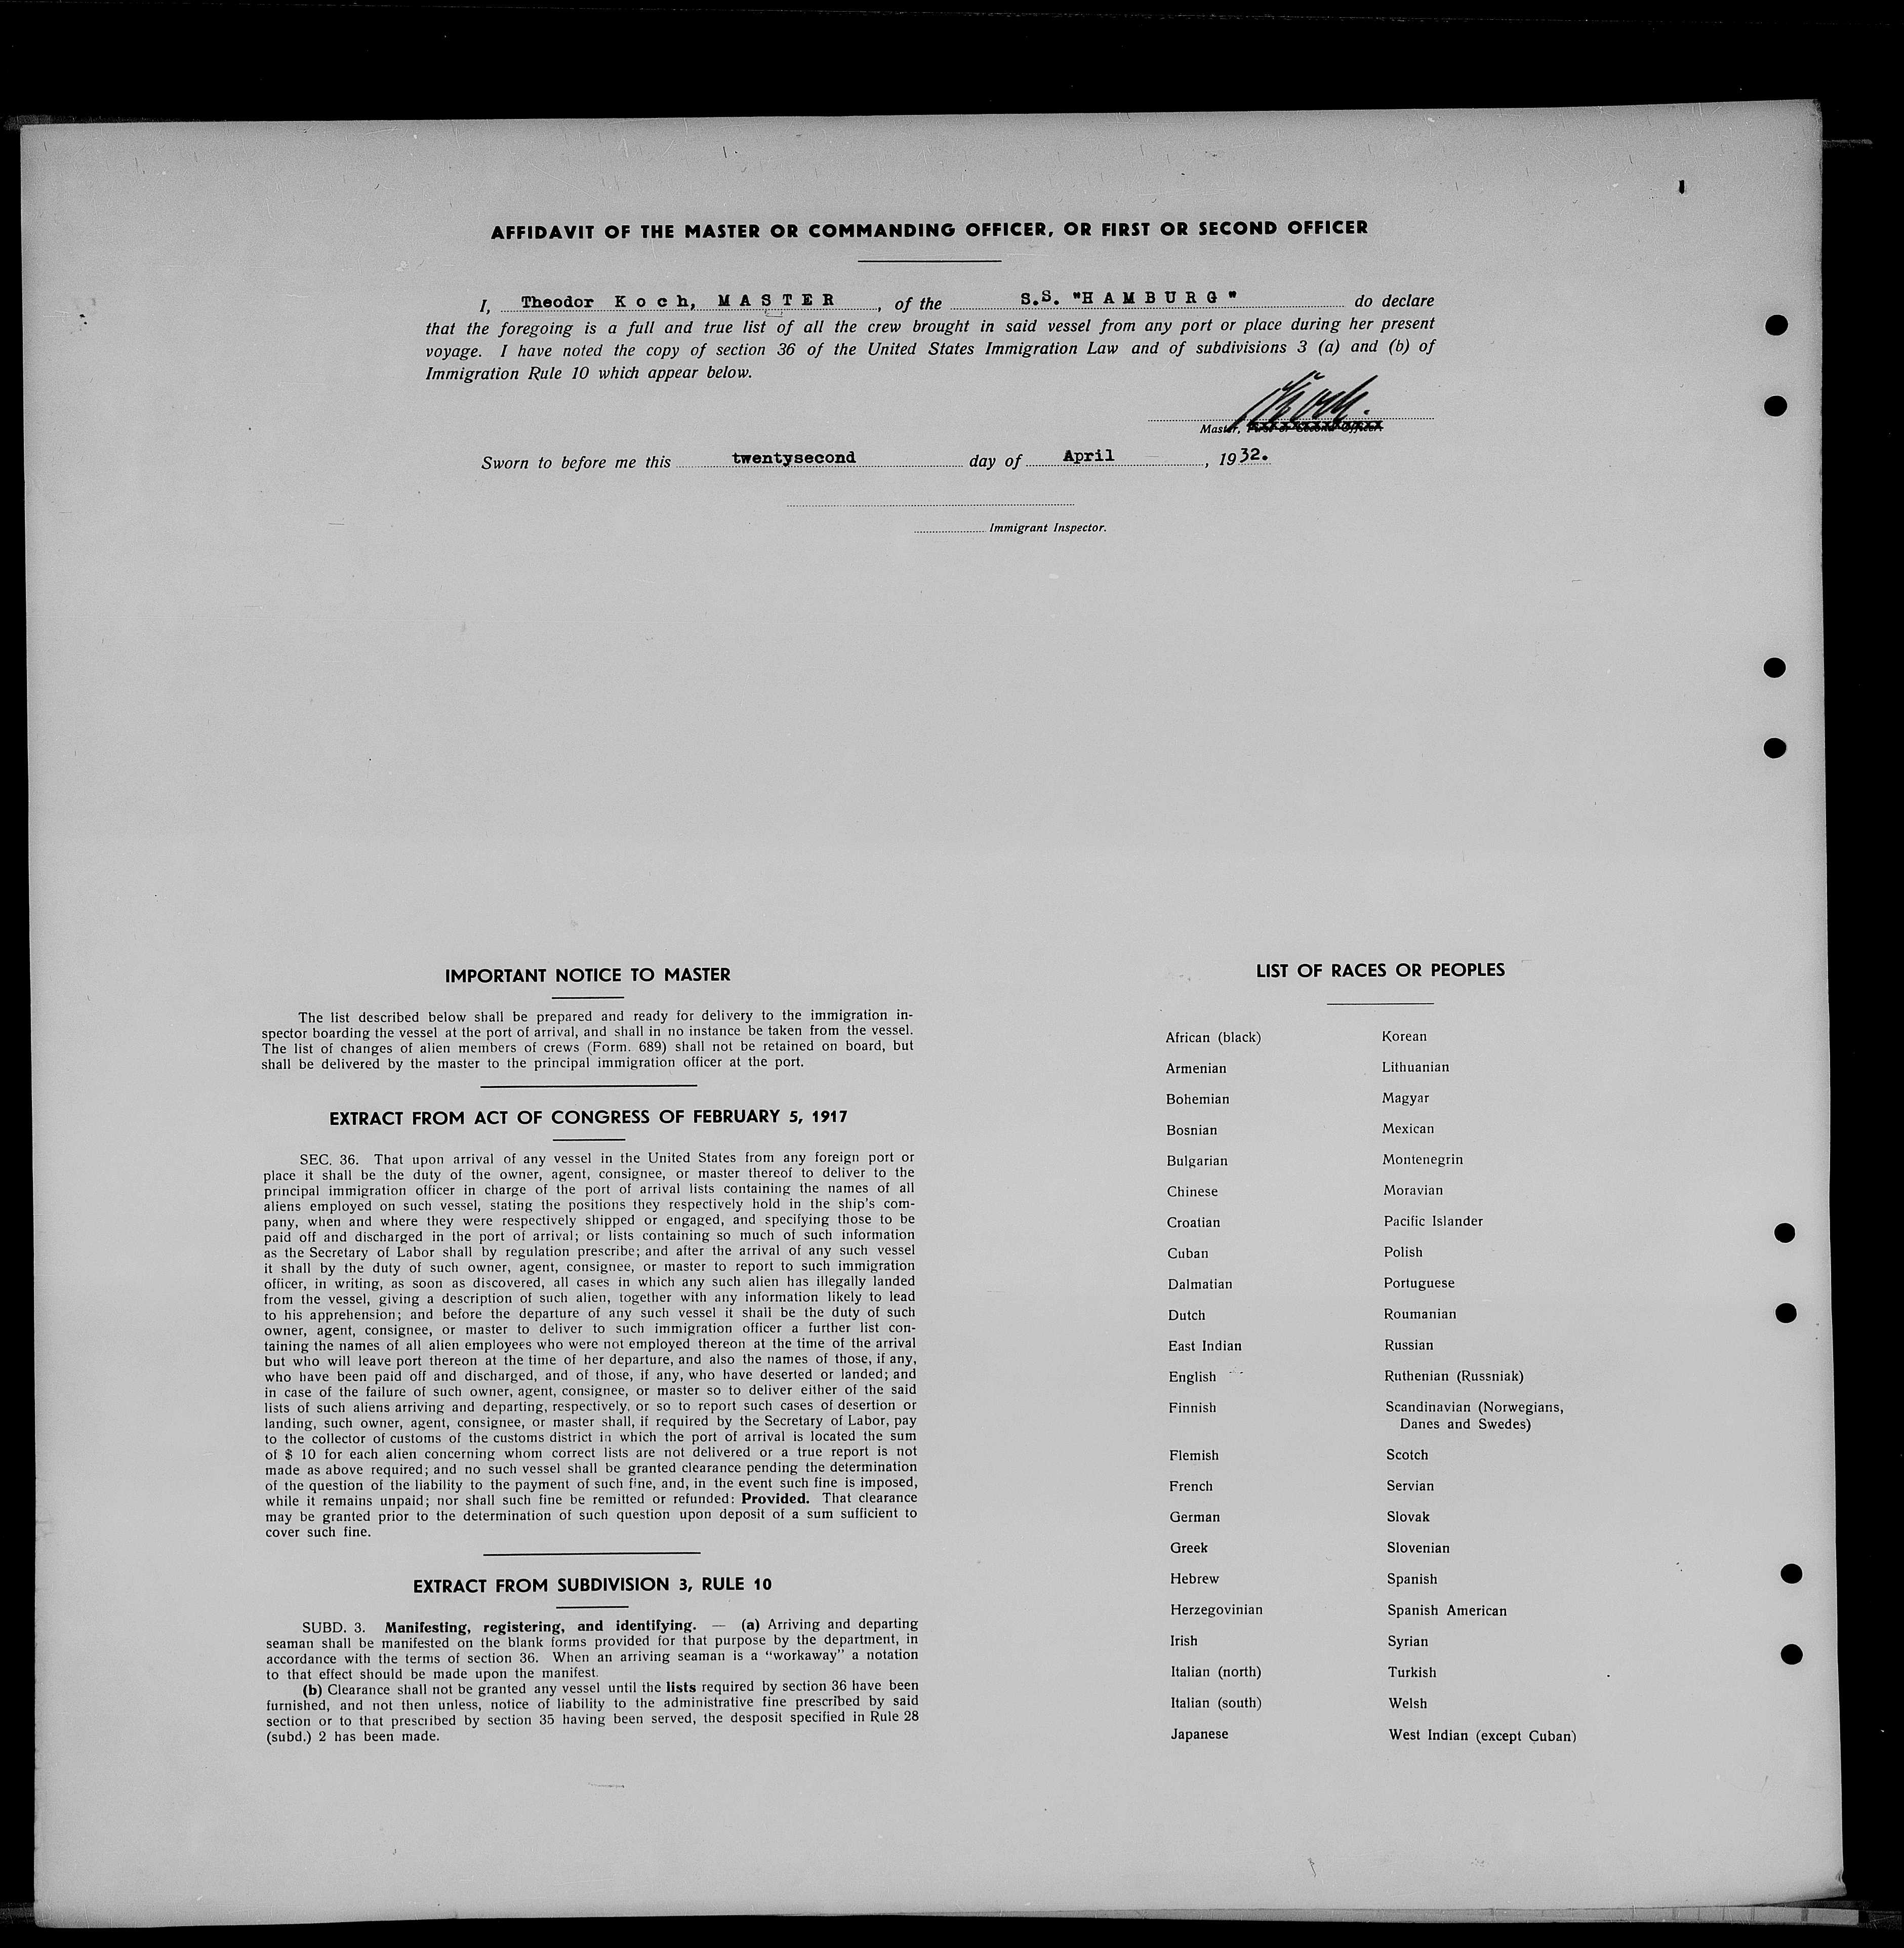 AFFIDAVIT OF THE MASTER OR COMMANDING OFFICER, OR FIRST OR SECOND OFFICER
I, Theodor K o c h, M A S T E R, of the S.S. "H A M B U R G" do declare
that the foregoing is a full and true list of all the crew brought in said vessel from any port or place during her present
voyage. I have noted the copy of section 36 of the United States Immigration Law and of subdivisions 3 (a) and (b) of
Immigration Rule 10 which appear below.
Koch.
Master, First or Second Officer
Sworn to before me this twentysecond day of April, 1932.
Immigrant Inspector.
IMPORTANT NOTICE TO MASTER
The list described below shall be prepared and ready for delivery to the immigration in-
spector boarding the vessel at the port of arrival, and shall in no instance be taken from the vessel.
The list of changes of alien members of crews (Form. 689) shall not be retained on board, but
shall be delivered by the master to the principal immigration officer at the port.
EXTRACT FROM ACT OF CONGRESS OF FEBRUARY 5, 1917
SEC. 36. That upon arrival of any vessel in the United States from any foreign port or
place it shall be the duty of the owner, agent, consignee, or master thereof to deliver to the
principal immigration officer in charge of the port of arrival lists containing the names of all
aliens employed on such vessel, stating the positions they respectively hold in the ship's com-
pany, when and where they were respectively shipped or engaged, and specifying those to be
paid off and discharged in the port of arrival; or lists containing so much of such information
as the Secretary of Labor shall by regulation prescribe; and after the arrival of any such vessel
it shall by the duty of such owner, agent, consignee, or master to report to such immigration
officer, in writing, as soon as discovered, all cases in which any such alien has illegally landed
from the vessel, giving a description of such alien, together with any information likely to lead
to his apprehension; and before the departure of any such vessel it shall be the duty of such
owner, agent, consignee, or master to deliver to such immigration officer a further list con-
taining the names of all alien employees who were not employed thereon at the time of the arrival
but who will leave port thereon at the time of her departure, and also the names of those, if any,
who have been paid off and discharged, and of those, if any, who have deserted or landed; and
in case of the failure of such owner, agent, consignee, or master so to deliver either of the said
lists of such aliens arriving and departing, respectively, or so to report such cases of desertion or
landing, such owner, agent, consignee, or master shall, if required by the Secretary of Labor, pay
to the collector of customs of the customs district in which the port of arrival is located the sum
of $ 10 for each alien concerning whom correct lists are not delivered or a true report is not
made as above required; and no such vessel shall be granted clearance pending the determination
of the question of the liability to the payment of such fine, and, in the event such fine is imposed,
while it remains unpaid; nor shall such fine be remitted or refunded: Provided. That clearance
may be granted prior to the determination of such question upon deposit of a sum sufficient to
cover such fine.
EXTRACT FROM SUBDIVISION 3, RULE 10
SUBD. 3. Manifesting, registering, and identifying. — (a) Arriving and departing
seaman shall be manifested on the blank forms provided for that purpose by the department, in
accordance with the terms of section 36. When an arriving seaman is a "workaway" a notation
to that effect should be made upon the manifest.
(b) Clearance shall not be granted any vessel until the lists required by section 36 have been
furnished, and not then unless, notice of liability to the administrative fine prescribed by said
section or to that prescribed by section 35 having been served, the desposit specified in Rule 28
(subd.) 2 has been made.
LIST OF RACES OR PEOPLES
African (black)
Armenian
Bohemian
Bosnian
Bulgarian
Chinese
Croatian
Cuban
Dalmatian
Dutch
East Indian
English
Finnish
Flemish
French
German
Greek
Hebrew
Herzegovinian
Irish
Italian (north)
Italian (south)
Japanese
Korean
Lithuanian
Magyar
Mexican
Montenegrin
Moravian
Pacific Islander
Polish
Portuguese
Roumanian
Russian
Ruthenian (Russniak)
Scandinavian (Norwegians,
Danes and Swedes)
Scotch
Servian
Slovak
Slovenian
Spanish
Spanish American
Syrian
Turkish
Welsh
West Indian (except Cuban)